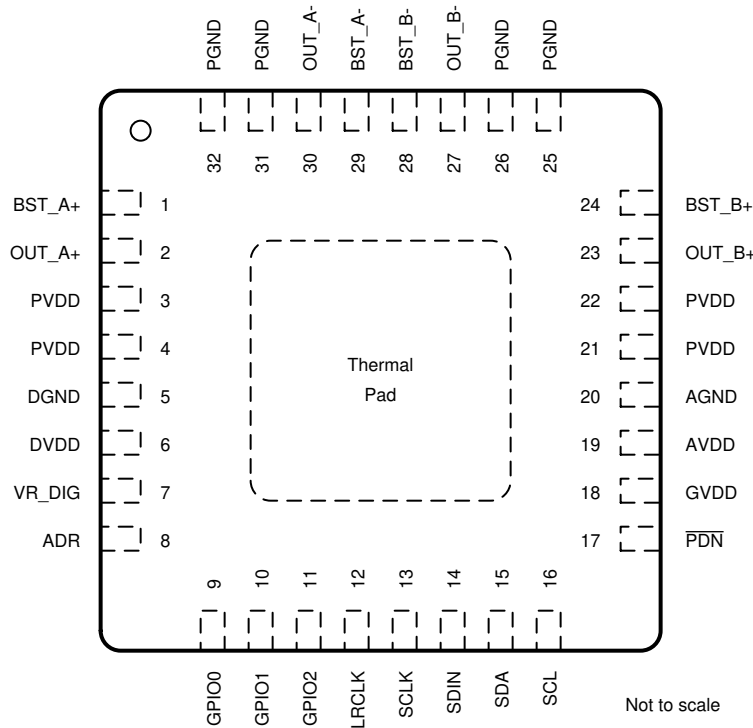 PGND
PGND
OUT_A-
BST_A-
BST_B-
OUT_B-
PGND
PGND
32
31
30
29
28
27
26
25
BST_A+ 1
24 BST_B+
OUT_A+ 2
23 OUT_B+
PVDD 3
22 PVDD
PVDD 4
21 PVDD
Thermal
Pad
DGND 5
20 AGND
DVDD 6
19 AVDD
VR_DIG 7
18 GVDD
ADR 8
17 PDN
9
10
11
12
13
14
15
16
GPIO0
GPIO1
GPIO2
LRCLK
SCLK
SDIN
SDA
SCL
Not to scale